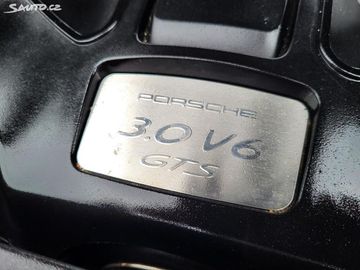 SAUTO.CZ
PORSCHE
3.0 V6
GTS